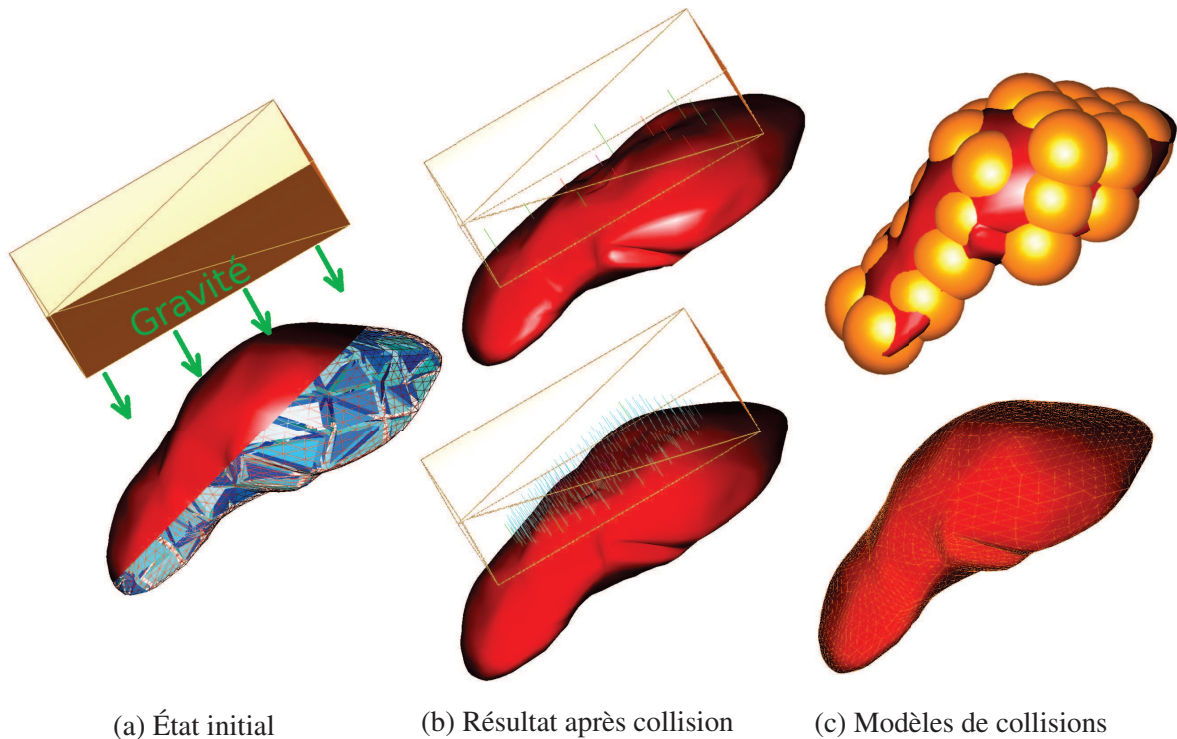 Gravité
(a) État initial
(b) Résultat après collision
(c) Modèles de collisions